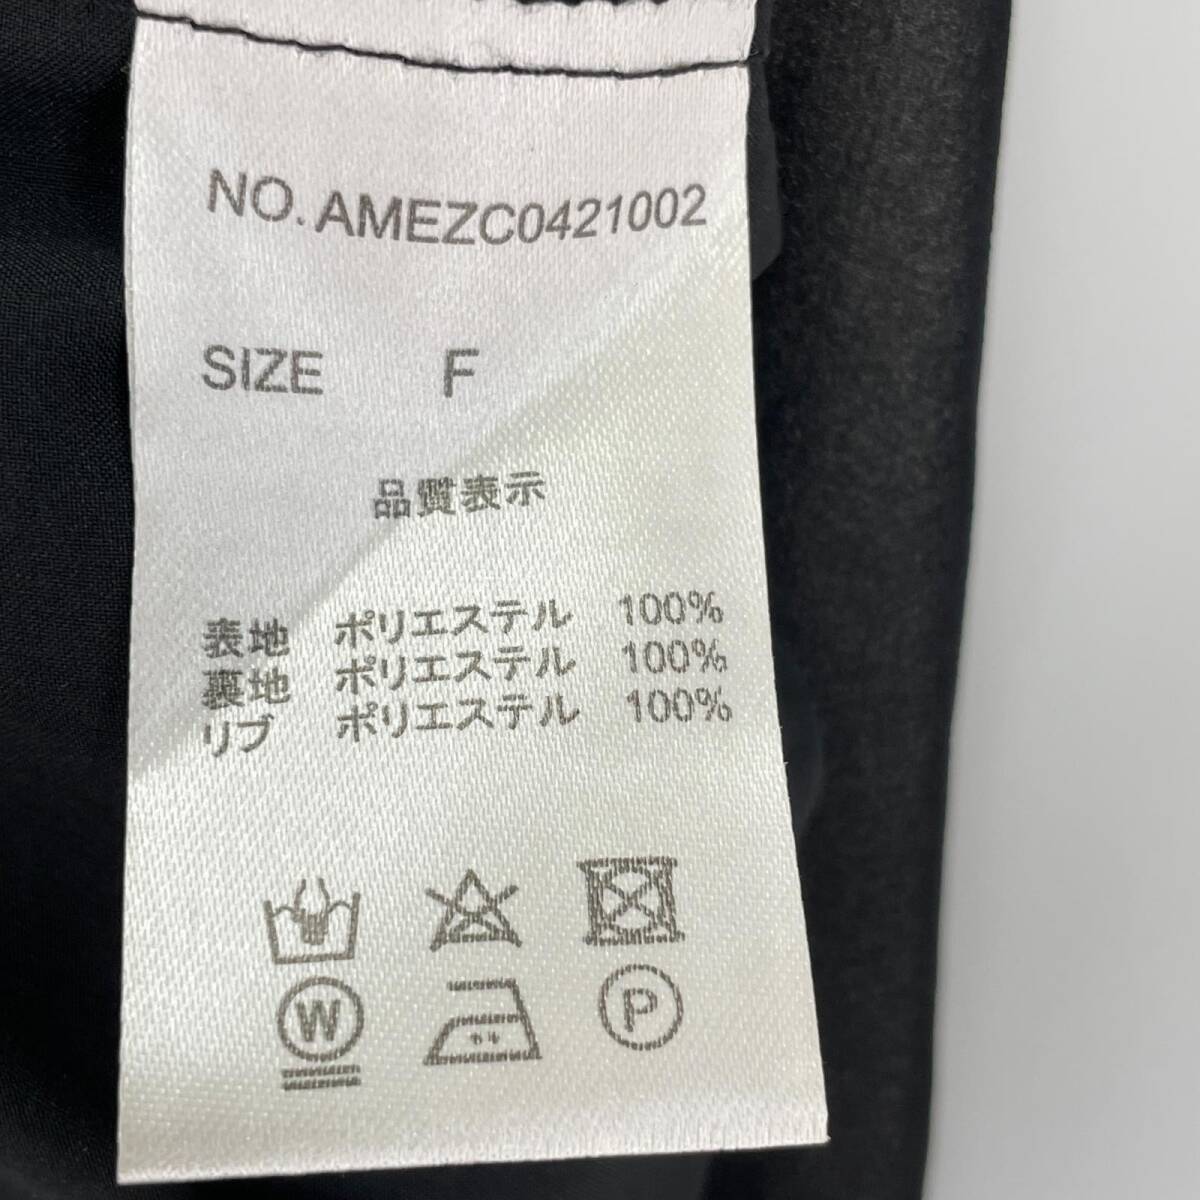 NO. AMEZC0421002
SIZE F
品質表示
表地 ポリエステル 100%
裏地 ポリエステル 100%
リブ ポリエステル 100%
W
P